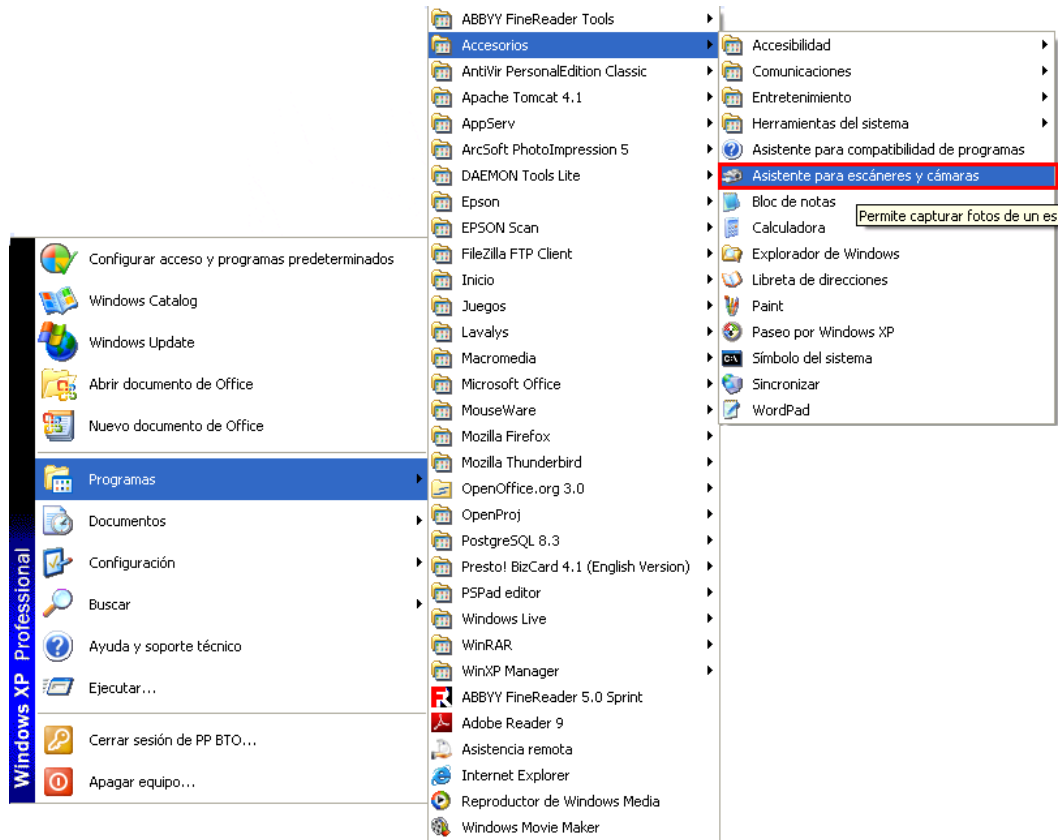 Windows XP Professional
Configurar acceso y programas predeterminados
Windows Catalog
Windows Update
Abrir documento de Office
Nuevo documento de Office
Programas
Documentos
Configuración
Buscar
Ayuda y soporte técnico
Ejecutar...
Cerrar sesión de PP BTO...
Apagar equipo...
ABBYY FineReader Tools
Accesorios
AntiVir PersonalEdition Classic
Apache Tomcat 4.1
AppServ
ArcSoft PhotoImpression 5
DAEMON Tools Lite
Epson
EPSON Scan
FileZilla FTP Client
Inicio
Juegos
Lavalys
Macromedia
Microsoft Office
MouseWare
Mozilla Firefox
Mozilla Thunderbird
OpenOffice.org 3.0
OpenProj
PostgreSQL 8.3
Presto! BizCard 4.1 (English Version)
PSPad editor
Windows Live
WinRAR
WinXP Manager
ABBYY FineReader 5.0 Sprint
Adobe Reader 9
Asistencia remota
Internet Explorer
Reproductor de Windows Media
Windows Movie Maker
Accesibilidad
Comunicaciones
Entretenimiento
Herramientas del sistema
Asistente para compatibilidad de programas
Asistente para escáneres y cámaras
Bloc de notas
Permite capturar fotos de un es
Calculadora
Explorador de Windows
Libreta de direcciones
Paint
Paseo por Windows XP
Símbolo del sistema
Sincronizar
WordPad